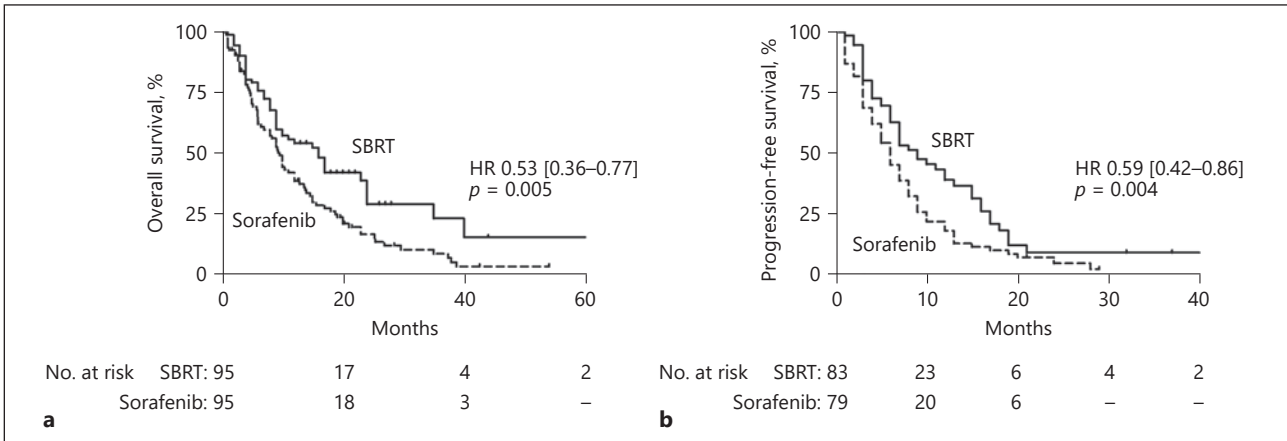 100
75
50
25
0
Overall survival, %
SBRT
Sorafenib
HR 0.53 [0.36–0.77]
p = 0.005
0 20 40 60
Months
No. at risk SBRT: 95 17 4 2
Sorafenib: 95 18 3 –
a
100
75
50
25
0
Progression-free survival, %
SBRT
Sorafenib
HR 0.59 [0.42–0.86]
p = 0.004
0 10 20 30 40
Months
No. at risk SBRT: 83 23 6 4 2
Sorafenib: 79 20 6 – –
b